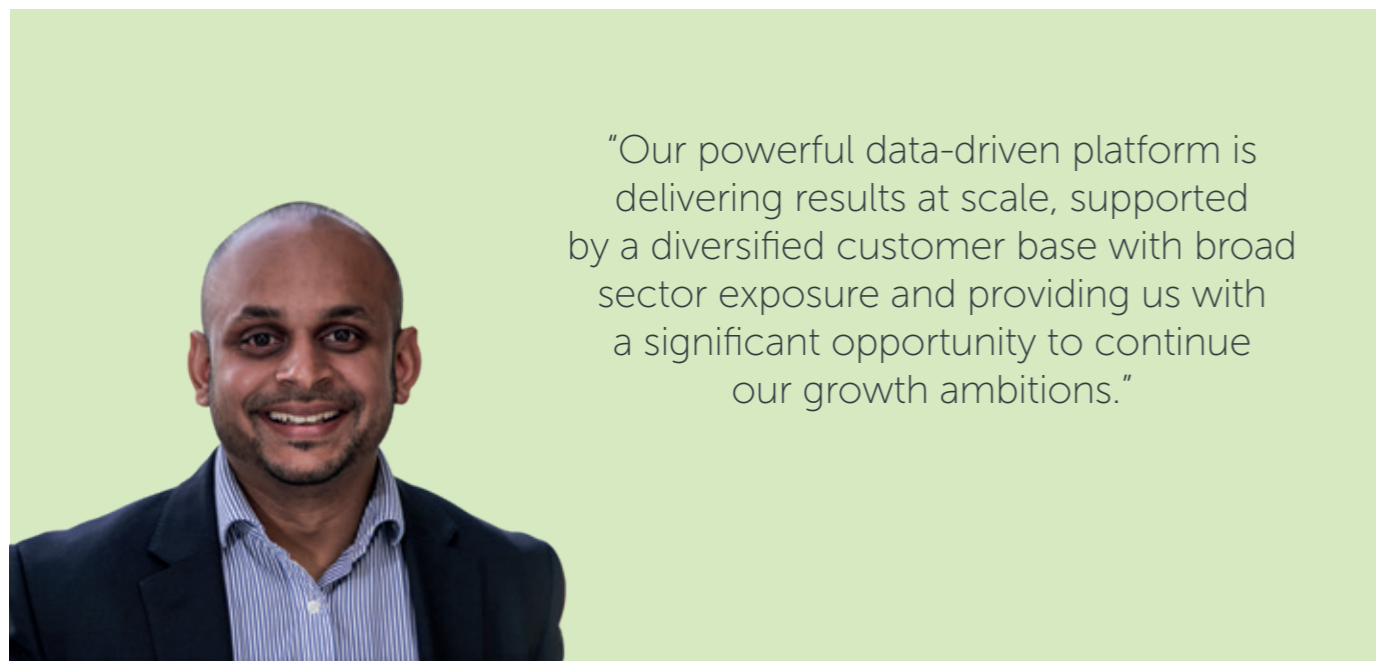 “Our powerful data-driven platform is
delivering results at scale, supported
by a diversified customer base with broad
sector exposure and providing us with
a significant opportunity to continue
our growth ambitions.”